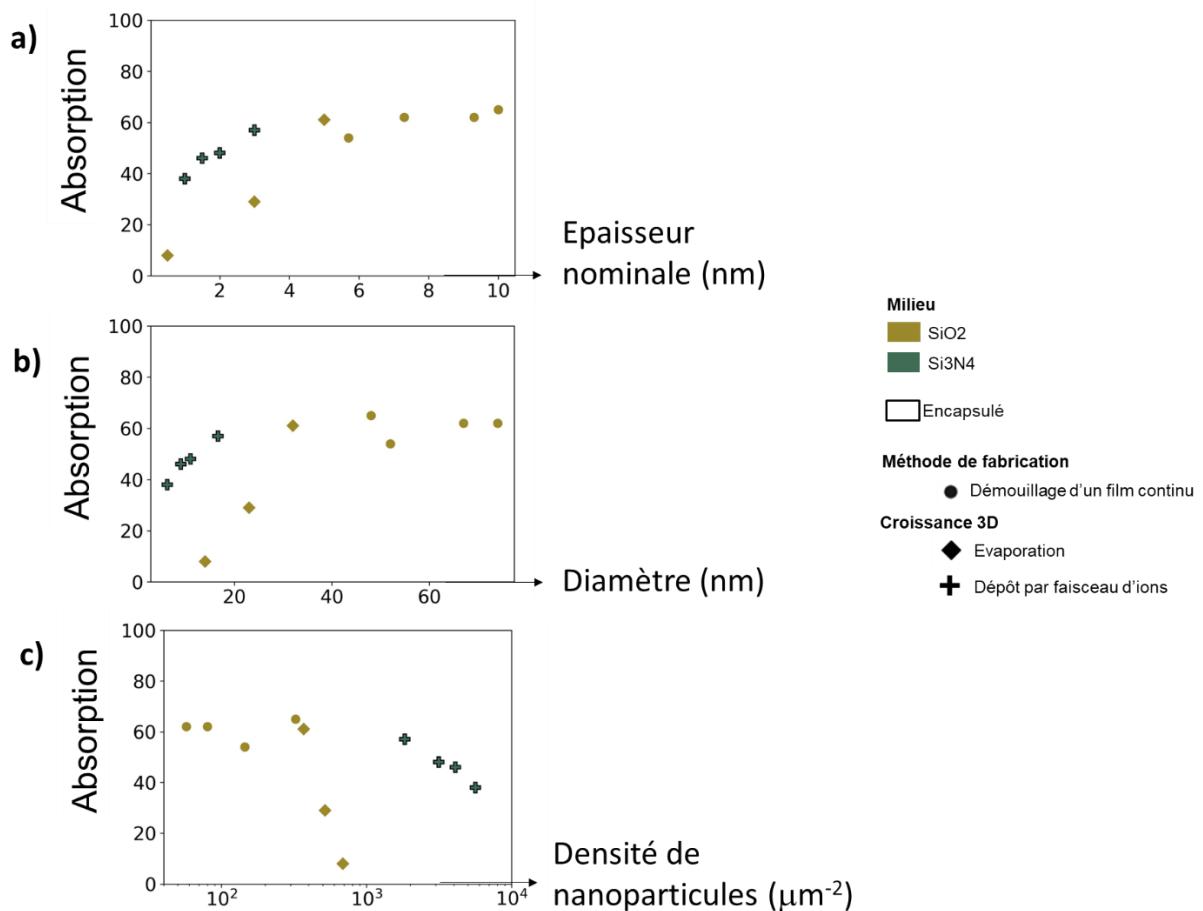 a)
Absorption
100
80
60
40
20
0
2 4 6 8 10
Epaisseur
nominale (nm)
b)
Absorption
100
80
60
40
20
0
20 40 60
Diamètre (nm)
c)
Absorption
100
80
60
40
20
0
10² 10³ 10⁴
Densité de
nanoparticules (μm⁻²)
Milieu
SiO2
Si3N4
Encapsulé
Méthode de fabrication
Démouillage d'un film continu
Croissance 3D
Evaporation
Dépôt par faisceau d'ions